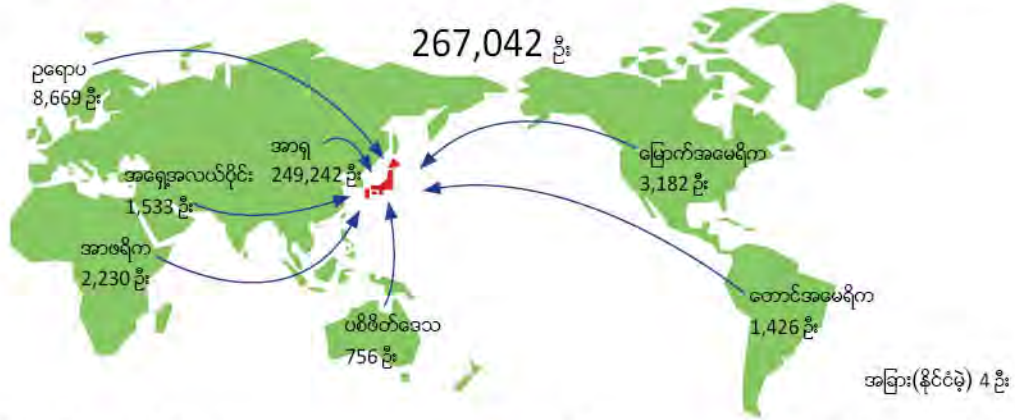 267,042 ဦး
ဥရောပ
8,669 ဦး
အာရှ
249,242 ဦး
အရှေ့အလယ်ပိုင်း
1,533 ဦး
အာဖရိက
2,230 ဦး
ပစိဖိတ်ဒေသ
756 ဦး
မြောက်အမေရိက
3,182 ဦး
တောင်အမေရိက
1,426 ဦး
အခြား(နိုင်ငံမဲ့) 4 ဦး